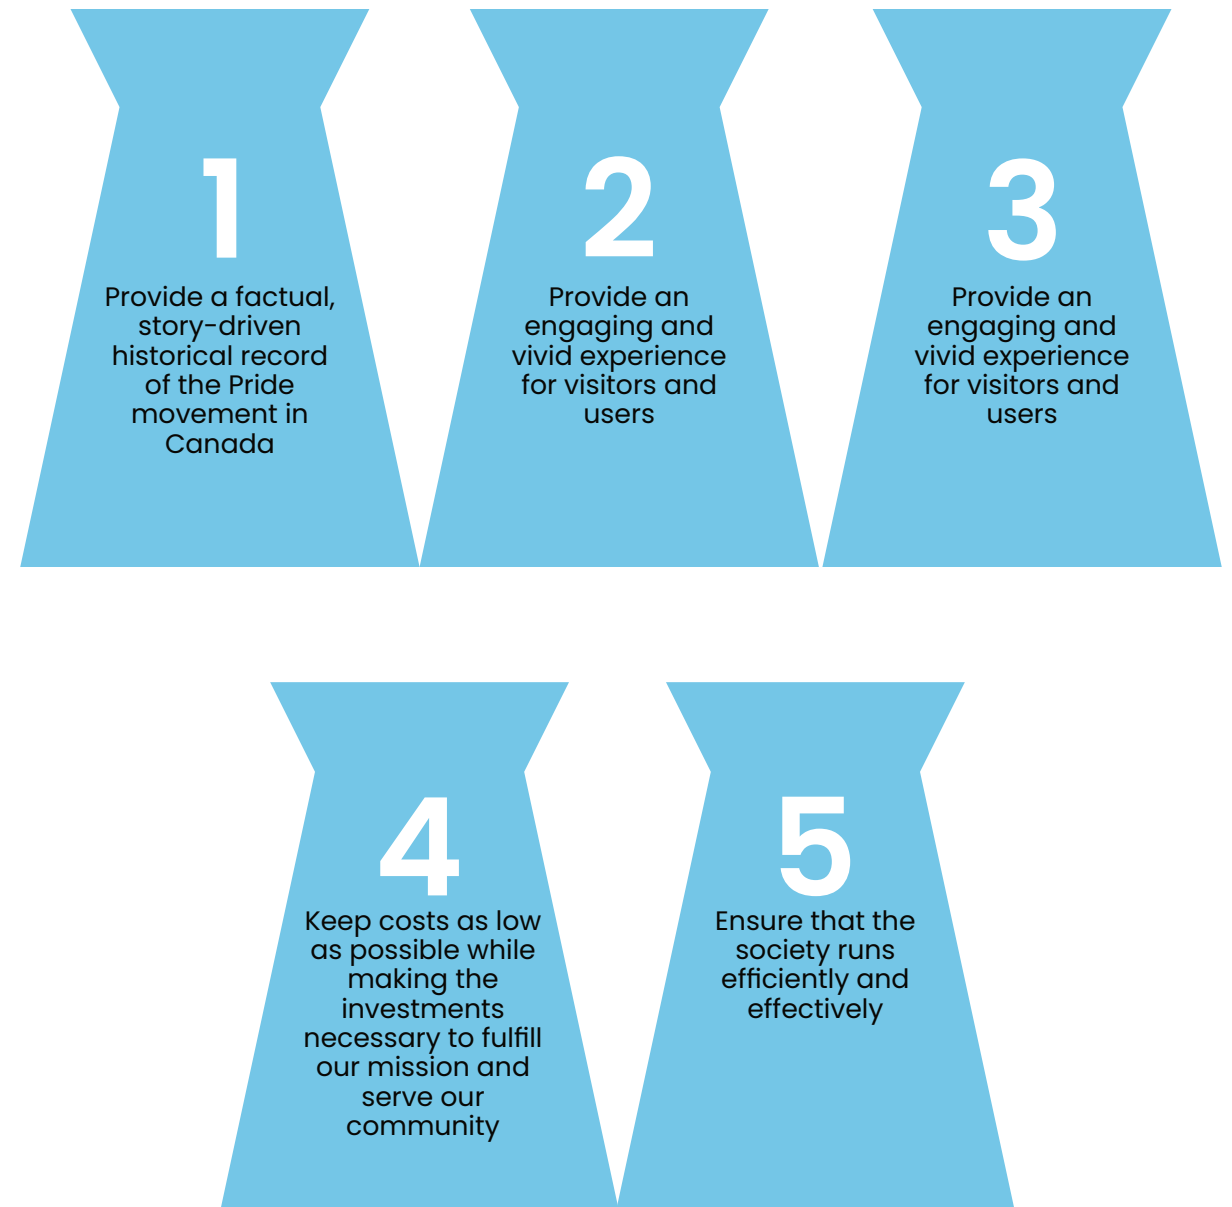 1
Provide a factual,
story-driven
historical record
of the Pride
movement in
Canada
2
Provide an
engaging and
vivid experience
for visitors and
users
3
Provide an
engaging and
vivid experience
for visitors and
users
4
Keep costs as low
as possible while
making the
investments
necessary to fulfill
our mission and
serve our
community
5
Ensure that the
society runs
efficiently and
effectively